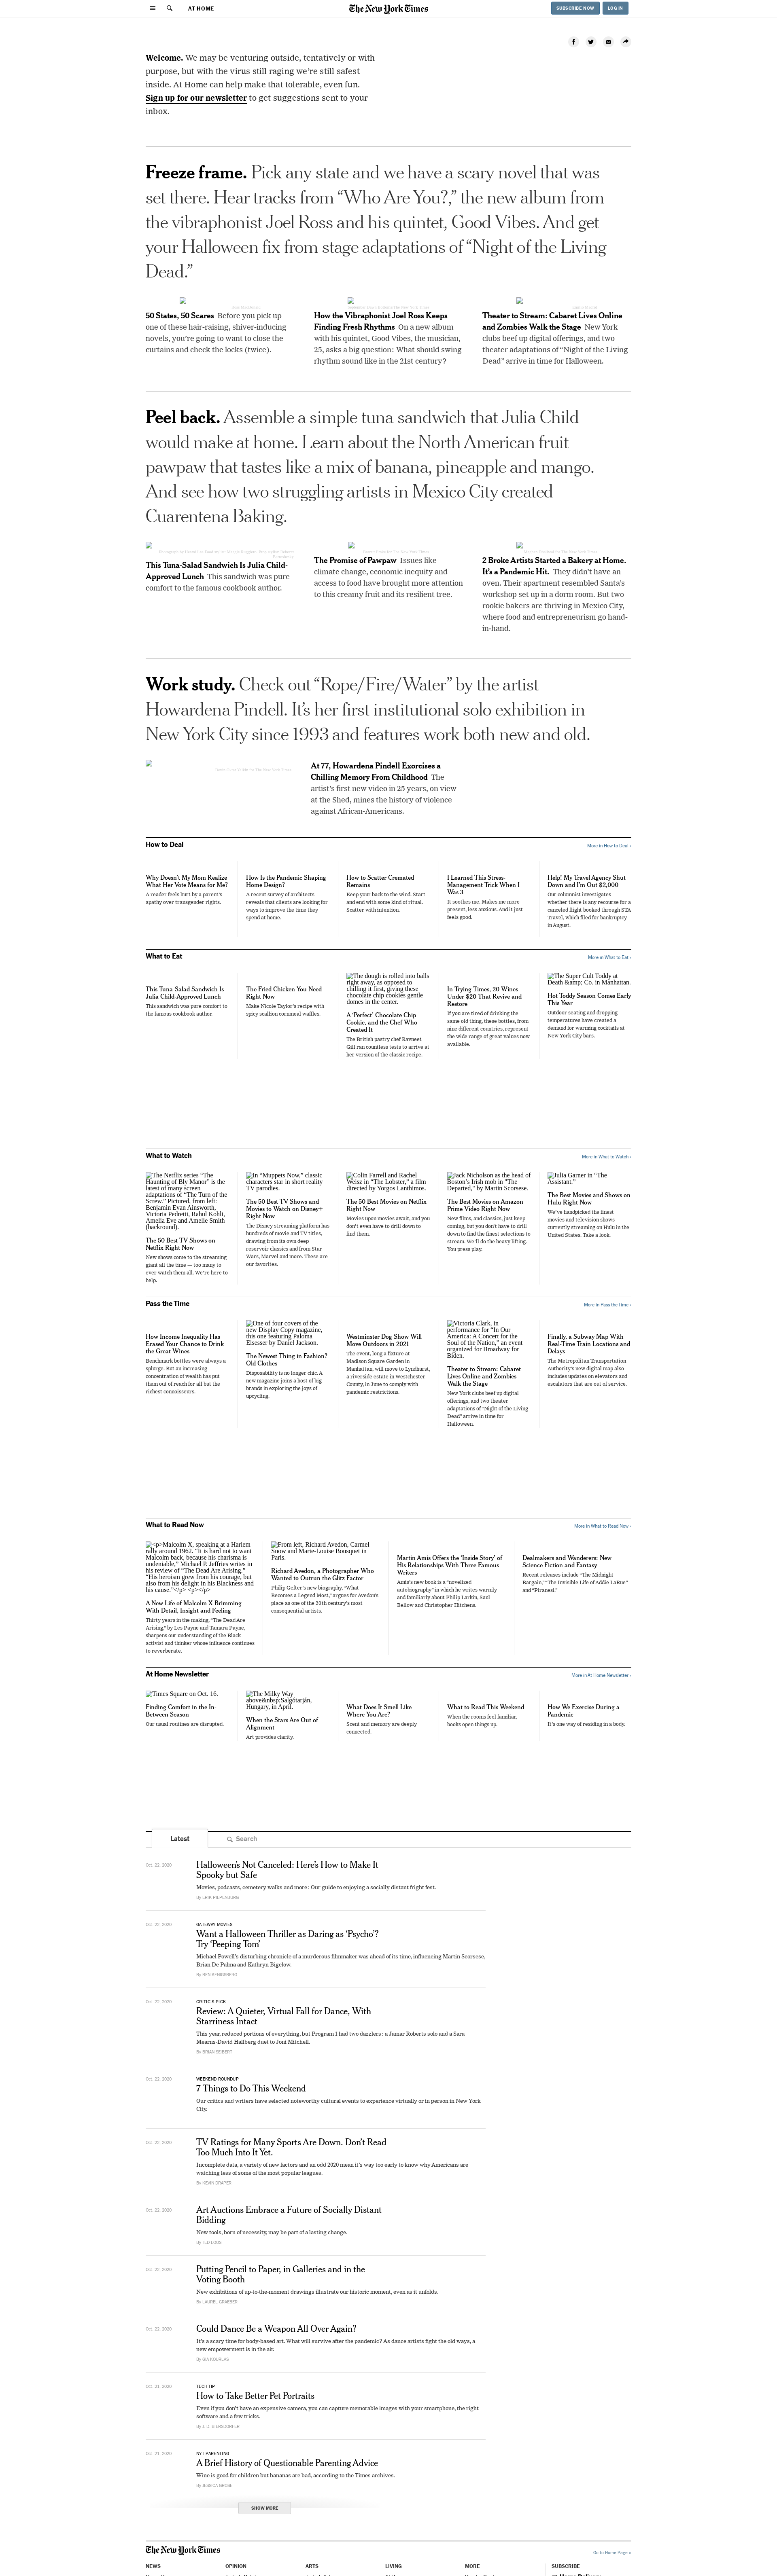 AT HOME
The New York Times
SUBSCRIBE NOW
LOG IN
Welcome. We may be venturing outside, tentatively or with
purpose, but with the virus still raging we're still safest
inside. At Home can help make that tolerable, even fun.
Sign up for our newsletter to get suggestions sent to your
inbox.
Freeze frame. Pick any state and we have a scary novel that was
set there. Hear tracks from “Who Are You?,” the new album from
the vibraphonist Joel Ross and his quintet, Good Vibes. And get
your Halloween fix from stage adaptations of “Night of the Living
Dead.”
50 States, 50 Scares Before you pick up
one of these hair-raising, shiver-inducing
novels, you're going to want to close the
curtains and check the locks (twice).
How the Vibraphonist Joel Ross Keeps
Finding Fresh Rhythms On a new album
with his quintet, Good Vibes, the musician,
25, asks a big question: What should swing
rhythm sound like in the 21st century?
Theater to Stream: Cabaret Lives Online
and Zombies Walk the Stage New York
clubs beef up digital offerings, and two
theater adaptations of “Night of the Living
Dead” arrive in time for Halloween.
Peel back. Assemble a simple tuna sandwich that Julia Child
would make at home. Learn about the North American fruit
pawpaw that tastes like a mix of banana, pineapple and mango.
And see how two struggling artists in Mexico City created
Cuarentena Baking.
This Tuna-Salad Sandwich Is Julia Child-
Approved Lunch This sandwich was pure
comfort to the famous cookbook author.
The Promise of Pawpaw Issues like
climate change, economic inequity and
access to food have brought more attention
to this creamy fruit and its resilient tree.
2 Broke Artists Started a Bakery at Home.
It's a Pandemic Hit. They didn't have an
oven. Their apartment resembled Santa's
workshop set up in a dorm room. But two
rookie bakers are thriving in Mexico City,
where food and entrepreneurism go hand-
in-hand.
Work study. Check out “Rope/Fire/Water” by the artist
Howardena Pindell. It's her first institutional solo exhibition in
New York City since 1993 and features work both new and old.
At 77, Howardena Pindell Exorcises a
Chilling Memory From Childhood The
artist's first new video in 25 years, on view
at the Shed, mines the history of violence
against African-Americans.
How to Deal
More in How to Deal ›
Why Doesn't My Mom Realize
What Her Vote Means for Me?
A reader feels hurt by a parent's
apathy over transgender rights.
How Is the Pandemic Shaping
Home Design?
A recent survey of architects
reveals that clients are looking for
ways to improve the time they
spend at home.
How to Scatter Cremated
Remains
Keep your back to the wind. Start
and end with some kind of ritual.
Scatter with intention.
I Learned This Stress-
Management Trick When I
Was 3
It soothes me. Makes me more
present, less anxious. And it just
feels good.
Help! My Travel Agency Shut
Down and I'm Out $2,000
Our columnist investigates
whether there is any recourse for a
canceled flight booked through STA
Travel, which filed for bankruptcy
in August.
What to Eat
More in What to Eat ›
This Tuna-Salad Sandwich Is
Julia Child-Approved Lunch
This sandwich was pure comfort to
the famous cookbook author.
The Fried Chicken You Need
Right Now
Make Nicole Taylor's recipe with
spicy scallion cornmeal waffles.
The dough is rolled into balls
right away, as opposed to
chilling it first, giving these
chocolate chip cookies gentle
domes in the center.
A ‘Perfect’ Chocolate Chip
Cookie, and the Chef Who
Created It
The British pastry chef Ravneet
Gill ran countless tests to arrive at
her version of the classic recipe.
In Trying Times, 20 Wines
Under $20 That Revive and
Restore
If you are tired of drinking the
same old thing, these bottles, from
nine different countries, represent
the wide range of great values now
available.
The Super Cult Toddy at
Death &amp; Co. in Manhattan.
Hot Toddy Season Comes Early
This Year
Outdoor seating and dropping
temperatures have created a
demand for warming cocktails at
New York City bars.
What to Watch
More in What to Watch ›
The Netflix series “The
Haunting of Bly Manor” is the
latest of many screen
adaptations of “The Turn of the
Screw.” Pictured, from left:
Benjamin Evan Ainsworth,
Victoria Pedretti, Rahul Kohli,
Amelia Eve and Amelie Smith
(background).
The 50 Best TV Shows on
Netflix Right Now
New shows come to the streaming
giant all the time — too many to
ever watch them all. We're here to
help.
In “Muppets Now,” classic
characters star in short reality
TV parodies.
The 50 Best TV Shows and
Movies to Watch on Disney+
Right Now
The Disney streaming platform has
hundreds of movie and TV titles,
drawing from its own deep
reservoir classics and from Star
Wars, Marvel and more. These are
our favorites.
Colin Farrell and Rachel
Weisz in “The Lobster,” a film
directed by Yorgos Lanthimos.
The 50 Best Movies on Netflix
Right Now
Movies upon movies await, and you
don't even have to drill down to
find them.
Jack Nicholson as the head of
Boston's Irish mob in "The
Departed," by Martin Scorsese.
The Best Movies on Amazon
Prime Video Right Now
New films, and classics, just keep
coming, but you don't have to drill
down to find the finest selections to
stream. We'll do the heavy lifting.
You press play.
Julia Garner in “The
Assistant.”
The Best Movies and Shows on
Hulu Right Now
We've handpicked the finest
movies and television shows
currently streaming on Hulu in the
United States. Take a look.
Pass the Time
More in Pass the Time ›
How Income Inequality Has
Erased Your Chance to Drink
the Great Wines
Benchmark bottles were always a
splurge. But an increasing
concentration of wealth has put
them out of reach for all but the
richest connoisseurs.
One of four covers of the
new Display Copy magazine,
this one featuring Paloma
Elsesser by Daniel Jackson.
The Newest Thing in Fashion?
Old Clothes
Disposability is no longer chic. A
new magazine joins a host of big
brands in exploring the joys of
upcycling.
Westminster Dog Show Will
Move Outdoors in 2021
The event, long a fixture at
Madison Square Garden in
Manhattan, will move to Lyndhurst,
a riverside estate in Westchester
County, in June to comply with
pandemic restrictions.
Victoria Clark, in
performance for “In Our
America: A Concert for the
Soul of the Nation,” an event
organized for Broadway for
Biden.
Theater to Stream: Cabaret
Lives Online and Zombies
Walk the Stage
New York clubs beef up digital
offerings, and two theater
adaptations of “Night of the Living
Dead” arrive in time for
Halloween.
Finally, a Subway Map With
Real-Time Train Locations and
Delays
The Metropolitan Transportation
Authority's new digital map also
includes updates on elevators and
escalators that are out of service.
What to Read Now
More in What to Read Now ›
<p>Malcolm X, speaking at a Harlem
rally around 1962. “It is hard not to want
Malcolm back, because his charisma is
undeniable,” Michael P. Jeffries writes in
his review of “The Dead Are Arising.”
“His heroism grew from his courage, but
also from his delight in his Blackness and
his cause.”</p> <p></p>
A New Life of Malcolm X Brimming
With Detail, Insight and Feeling
Thirty years in the making, “The Dead Are
Arising,” by Les Payne and Tamara Payne,
sharpens our understanding of the Black
activist and thinker whose influence continues
to reverberate.
From left, Richard Avedon, Carmel
Snow and Marie-Louise Bousquet in
Paris.
Richard Avedon, a Photographer Who
Wanted to Outrun the Glitz Factor
Philip Gefter's new biography, “What
Becomes a Legend Most,” argues for Avedon's
place as one of the 20th century's most
consequential artists.
Martin Amis Offers the ‘Inside Story’ of
His Relationships With Three Famous
Writers
Amis's new book is a “novelized
autobiography” in which he writes warmly
and familiarly about Philip Larkin, Saul
Bellow and Christopher Hitchens.
Dealmakers and Wanderers: New
Science Fiction and Fantasy
Recent releases include “The Midnight
Bargain,” “The Invisible Life of Addie LaRue”
and “Piranesi.”
At Home Newsletter
More in At Home Newsletter ›
Times Square on Oct. 16.
Finding Comfort in the In-
Between Season
Our usual routines are disrupted.
The Milky Way
above&nbsp;Salgótarján,
Hungary, in April.
When the Stars Are Out of
Alignment
Art provides clarity.
What Does It Smell Like
Where You Are?
Scent and memory are deeply
connected.
What to Read This Weekend
When the rooms feel familiar,
books open things up.
How We Exercise During a
Pandemic
It's one way of residing in a body.
Latest
Search
Oct. 22, 2020
Halloween's Not Canceled: Here's How to Make It
Spooky but Safe
Movies, podcasts, cemetery walks and more: Our guide to enjoying a socially distant fright fest.
By ERIK PIEPENBURG
Oct. 22, 2020
GATEWAY MOVIES
Want a Halloween Thriller as Daring as ‘Psycho’?
Try ‘Peeping Tom’
Michael Powell's disturbing chronicle of a murderous filmmaker was ahead of its time, influencing Martin Scorsese,
Brian De Palma and Kathryn Bigelow.
By BEN KENIGSBERG
Oct. 22, 2020
CRITIC'S PICK
Review: A Quieter, Virtual Fall for Dance, With
Starriness Intact
This year, reduced portions of everything, but Program 1 had two dazzlers: a Jamar Roberts solo and a Sara
Mearns-David Hallberg duet to Joni Mitchell.
By BRIAN SEIBERT
Oct. 22, 2020
WEEKEND ROUNDUP
7 Things to Do This Weekend
Our critics and writers have selected noteworthy cultural events to experience virtually or in person in New York
City.
Oct. 22, 2020
TV Ratings for Many Sports Are Down. Don't Read
Too Much Into It Yet.
Incomplete data, a variety of new factors and an odd 2020 mean it's way too early to know why Americans are
watching less of some of the most popular leagues.
By KEVIN DRAPER
Oct. 22, 2020
Art Auctions Embrace a Future of Socially Distant
Bidding
New tools, born of necessity, may be part of a lasting change.
By TED LOOS
Oct. 22, 2020
Putting Pencil to Paper, in Galleries and in the
Voting Booth
New exhibitions of up-to-the-moment drawings illustrate our historic moment, even as it unfolds.
By LAUREL GRAEBER
Oct. 22, 2020
Could Dance Be a Weapon All Over Again?
It's a scary time for body-based art. What will survive after the pandemic? As dance artists fight the old ways, a
new empowerment is in the air.
By GIA KOURLAS
Oct. 21, 2020
TECH TIP
How to Take Better Pet Portraits
Even if you don't have an expensive camera, you can capture memorable images with your smartphone, the right
software and a few tricks.
By J. D. BIERSDORFER
Oct. 21, 2020
NYT PARENTING
A Brief History of Questionable Parenting Advice
Wine is good for children but bananas are bad, according to the Times archives.
By JESSICA GROSE
SHOW MORE
The New York Times
Go to Home Page »
NEWS
OPINION
ARTS
LIVING
MORE
SUBSCRIBE